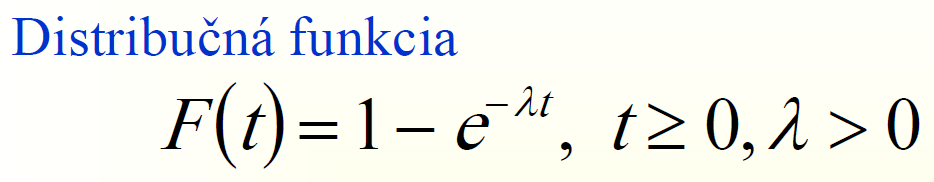 Distribučná funkcia
F(t) = 1 − e^{−λt}, t ≥ 0, λ > 0